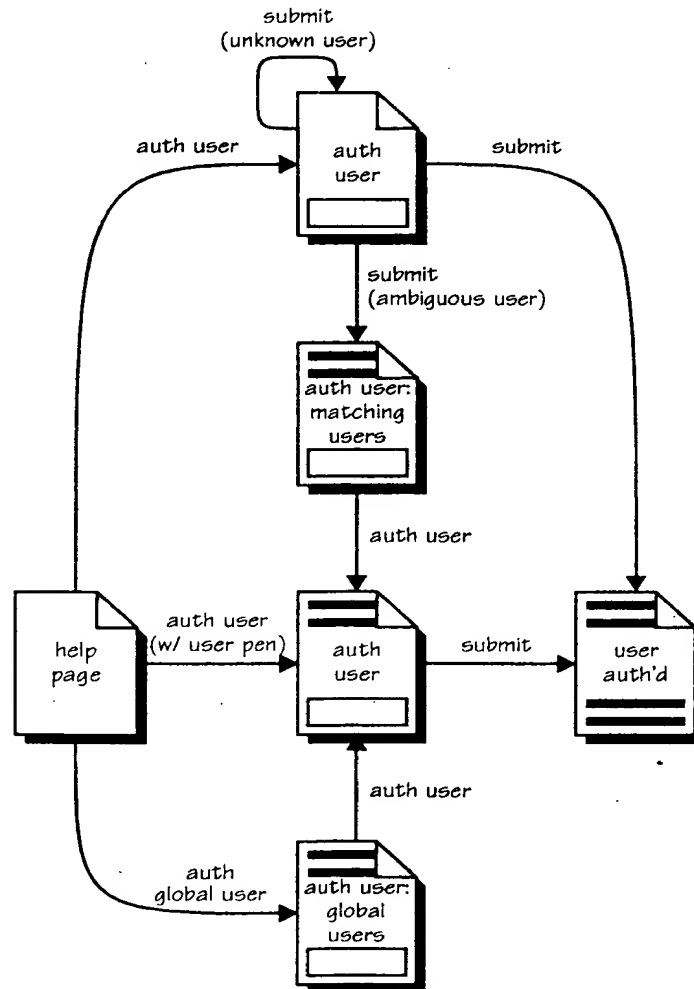 submit
(unknown user)
auth user
auth
user
submit
submit
(ambiguous user)
auth user:
matching
users
auth user
help
page
auth user
(w/ user pen)
auth
user
submit
user
auth'd
auth user
auth
global user
auth user:
global
users